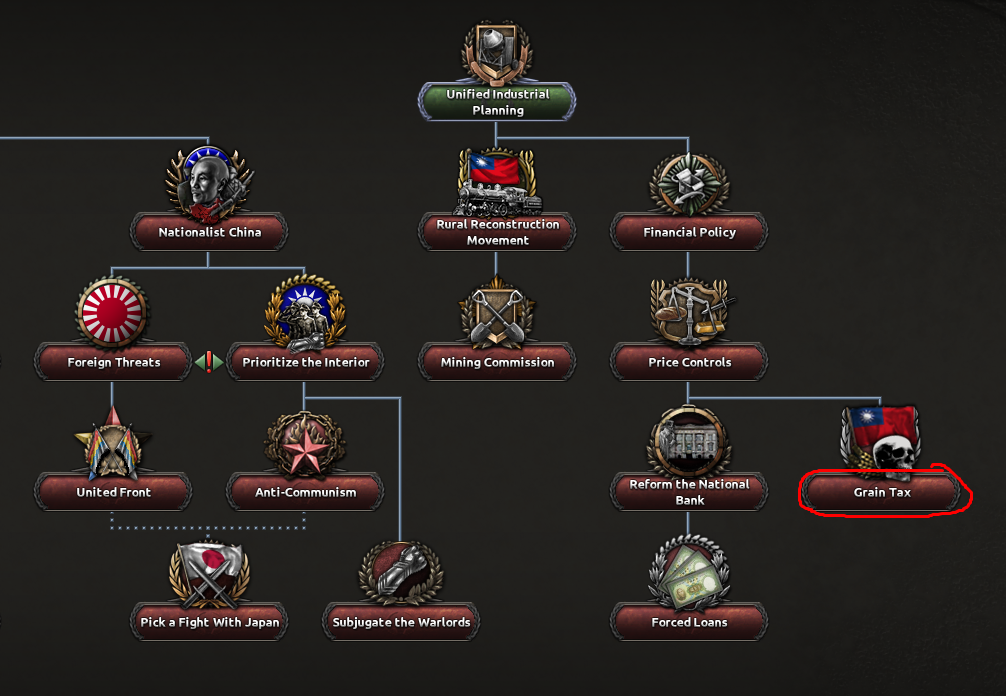 Unified Industrial
Planning
Nationalist China
Rural Reconstruction
Movement
Financial Policy
Foreign Threats
Prioritize the Interior
Mining Commission
Price Controls
United Front
Anti-Communism
Reform the National
Bank
Grain Tax
Pick a Fight With Japan
Subjugate the Warlords
Forced Loans